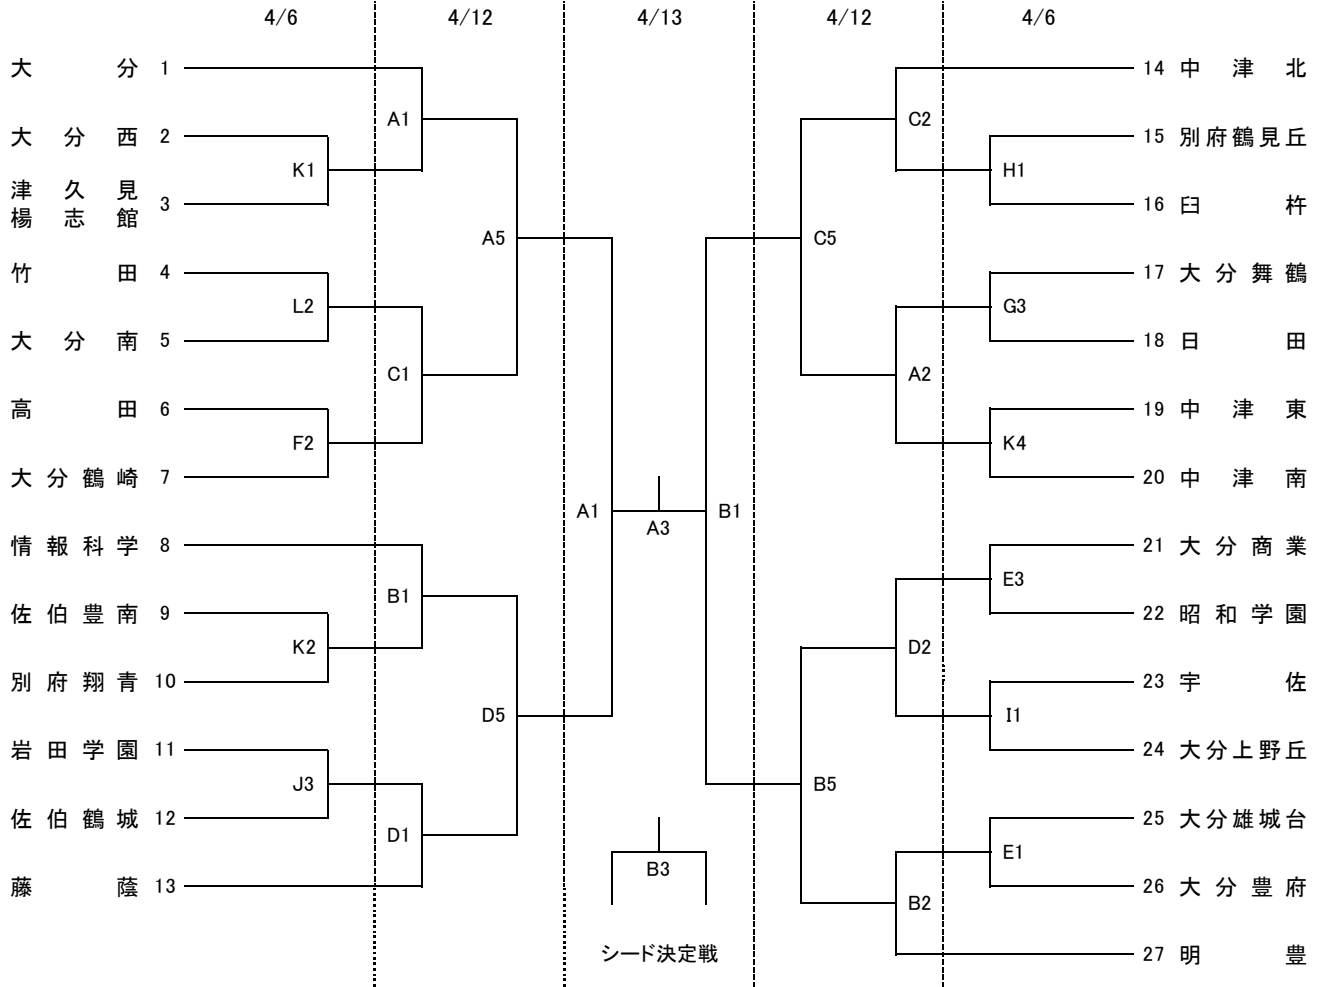 4/6 4/12 4/13 4/12 4/6
大分 1
大分西 2
津久見
楊志館 3
竹田 4
大分南 5
高田 6
大分鶴崎 7
情報科学 8
佐伯豊南 9
別府翔青 10
岩田学園 11
佐伯鶴城 12
藤蔭 13
K1
L2
F2
K2
J3
A1
C1
B1
D1
A5
D5
A1
A3
B1
B3
シード決定戦
C5
B5
C2
A2
D2
B2
H1
G3
K4
E3
I1
E1
14 中津北
15 別府鶴見丘
16 臼杵
17 大分舞鶴
18 日田
19 中津東
20 中津南
21 大分商業
22 昭和学園
23 宇佐
24 大分上野丘
25 大分雄城台
26 大分豊府
27 明豊